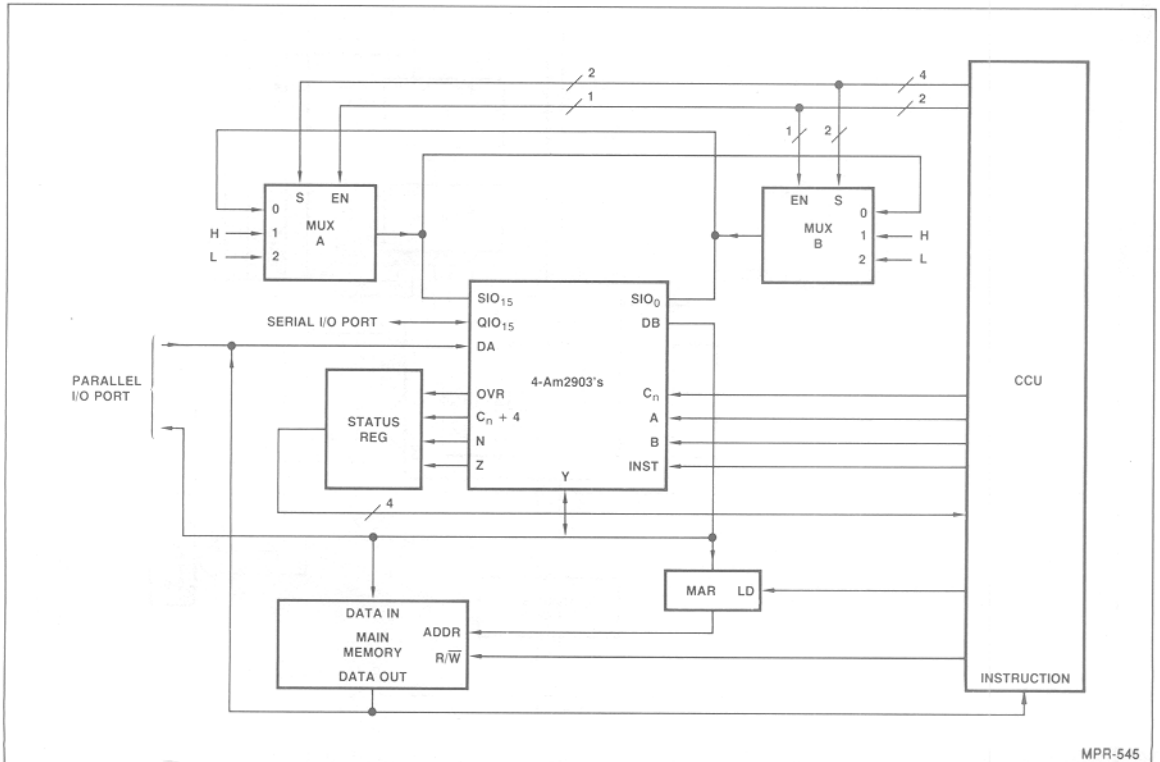 2
4
1
2
1
2
S EN
0
MUX
A
H
1
L
2
EN S
0
MUX
B
1
H
2
L
SIO15
SIO0
SERIAL I/O PORT
QIO15
DB
DA
PARALLEL
I/O PORT
4-Am2903's
CCU
STATUS
REG
OVR
Cn + 4
N
Z
Cn
A
B
INST
Y
4
MAR LD
DATA IN
MAIN
MEMORY
ADDR
R/W̅
DATA OUT
INSTRUCTION
MPR-545